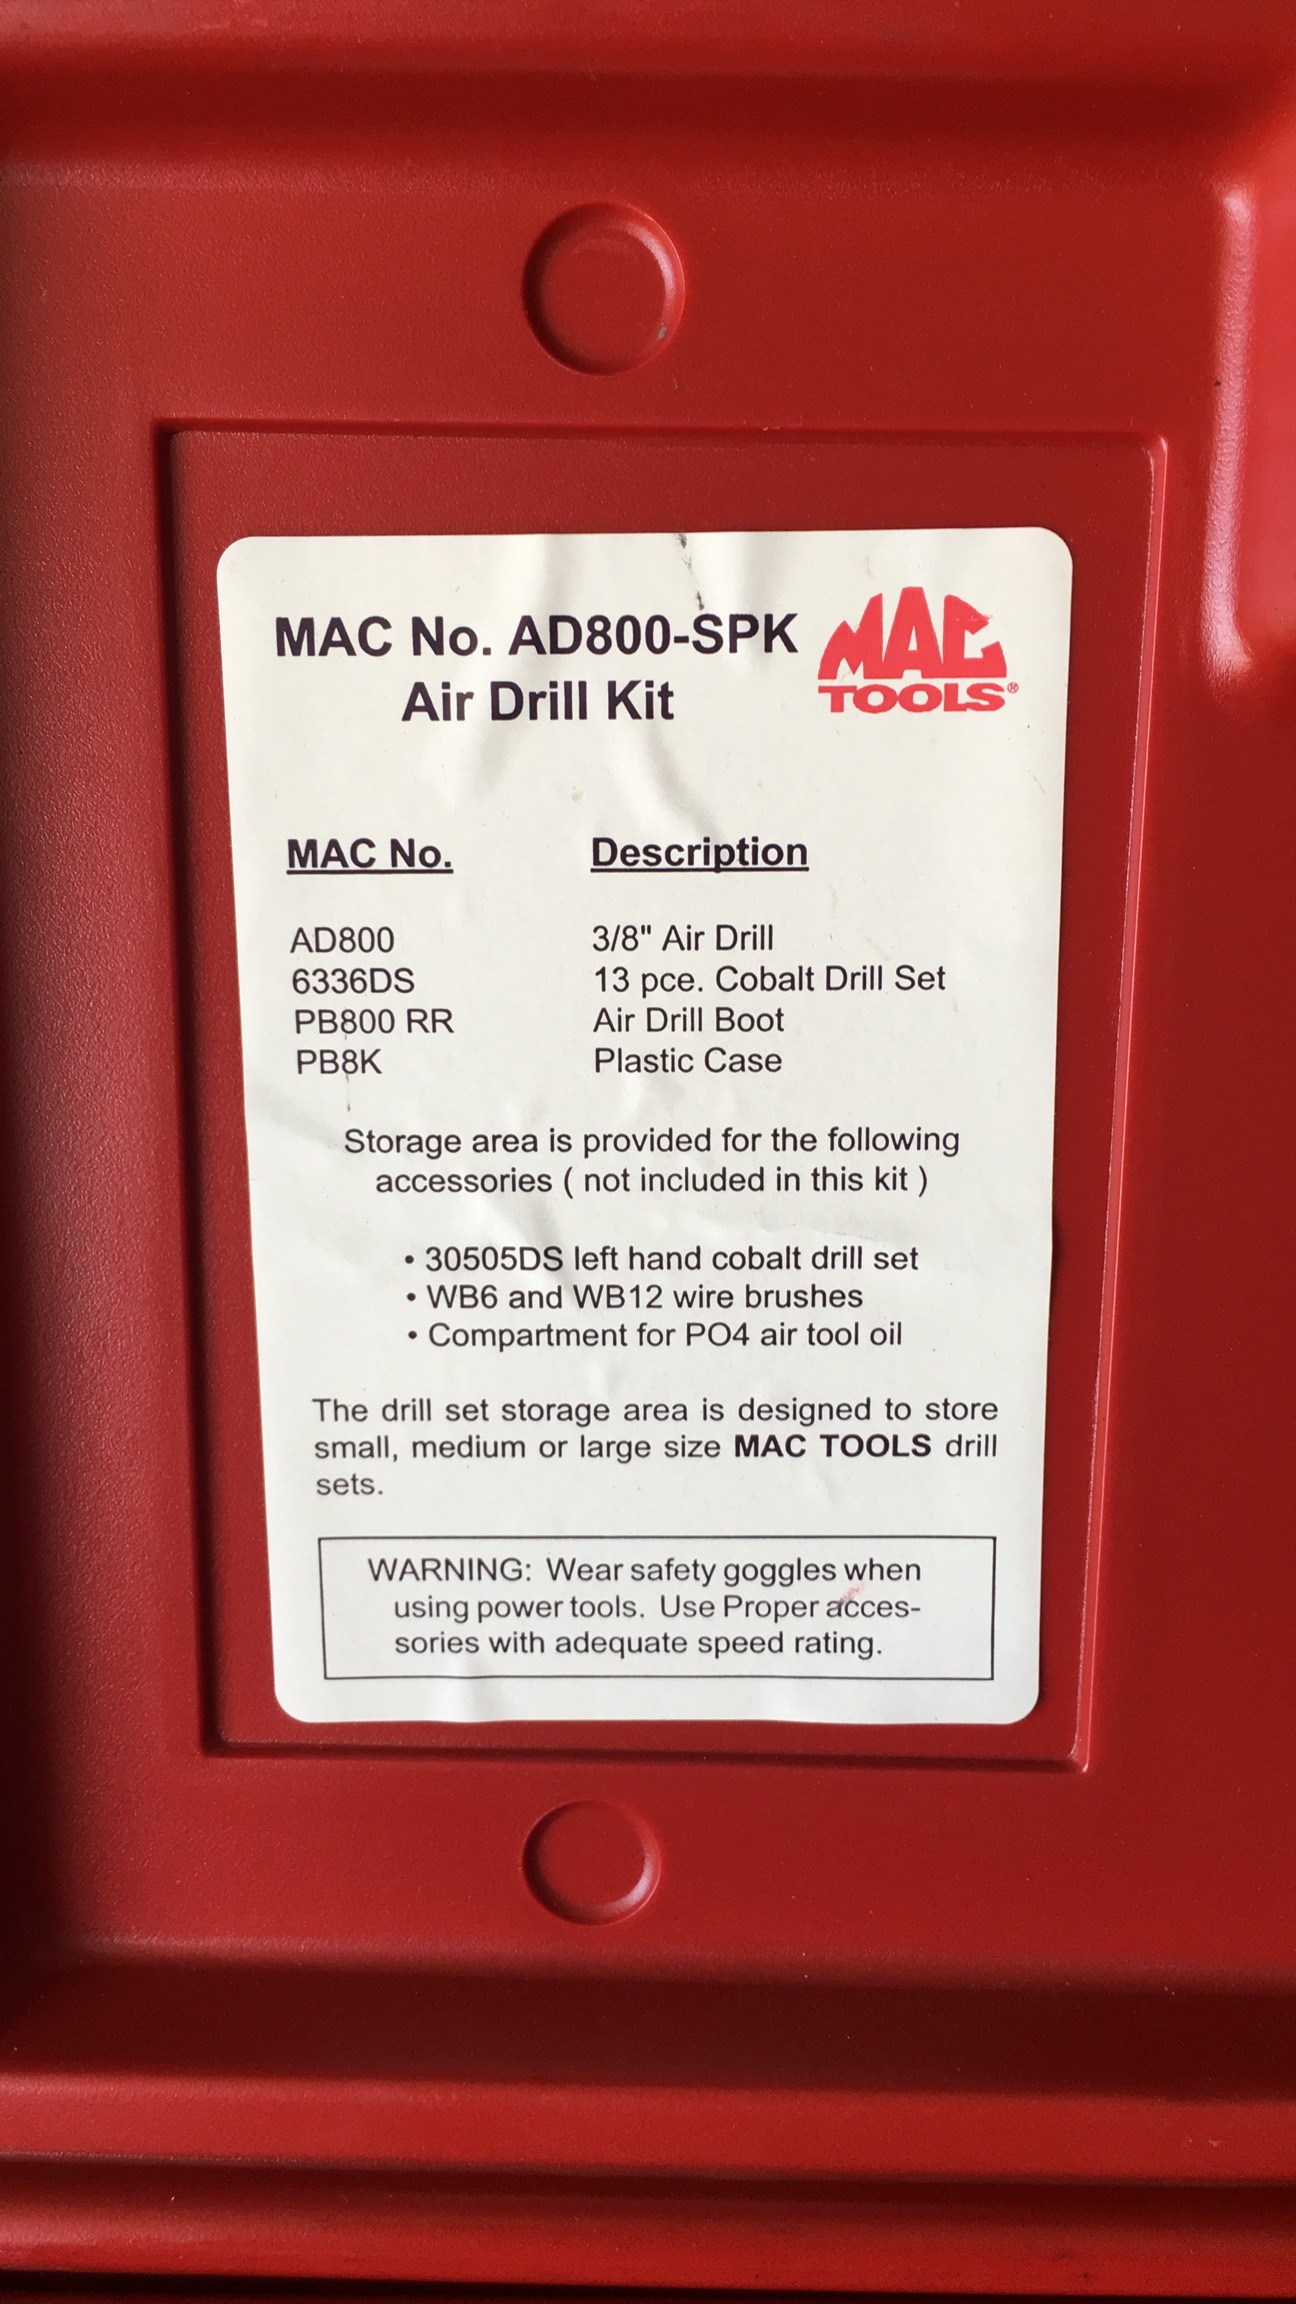 MAC No. AD800-SPK
Air Drill Kit
MAC
TOOLS®
MAC No. Description
AD800 3/8" Air Drill
6336DS 13 pce. Cobalt Drill Set
PB800 RR Air Drill Boot
PB8K Plastic Case
Storage area is provided for the following
accessories ( not included in this kit )
• 30505DS left hand cobalt drill set
• WB6 and WB12 wire brushes
• Compartment for PO4 air tool oil
The drill set storage area is designed to store
small, medium or large size MAC TOOLS drill
sets.
WARNING: Wear safety goggles when
using power tools. Use Proper acces-
sories with adequate speed rating.